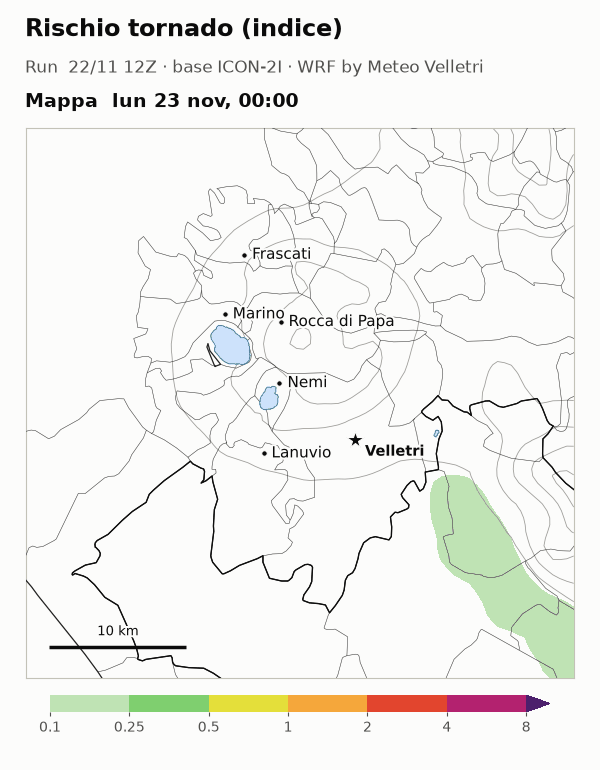 Rischio tornado (indice)
Run  22/11 12Z · base ICON-2I · WRF by Meteo Velletri
Mappa  lun 23 nov, 00:00
Frascati
Marino
Rocca di Papa
Nemi
Velletri
Lanuvio
10 km
0.1 0.25 0.5 1 2 4 8